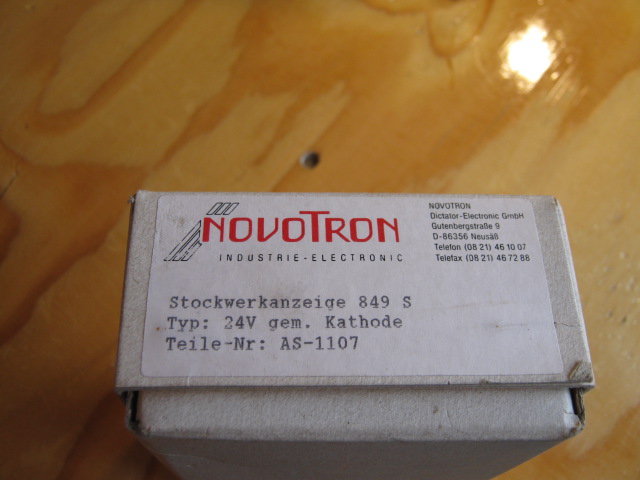 NOVOTRON
INDUSTRIE-ELECTRONIC
NOVOTRON
Dictator-Electronic GmbH
Gutenbergstraße 9
D-86356 Neusäß
Telefon (08 21) 46 10 07
Telefax (08 21) 46 72 88
Stockwerkanzeige 849 S
Typ: 24V gem. Kathode
Teile-Nr: AS-1107